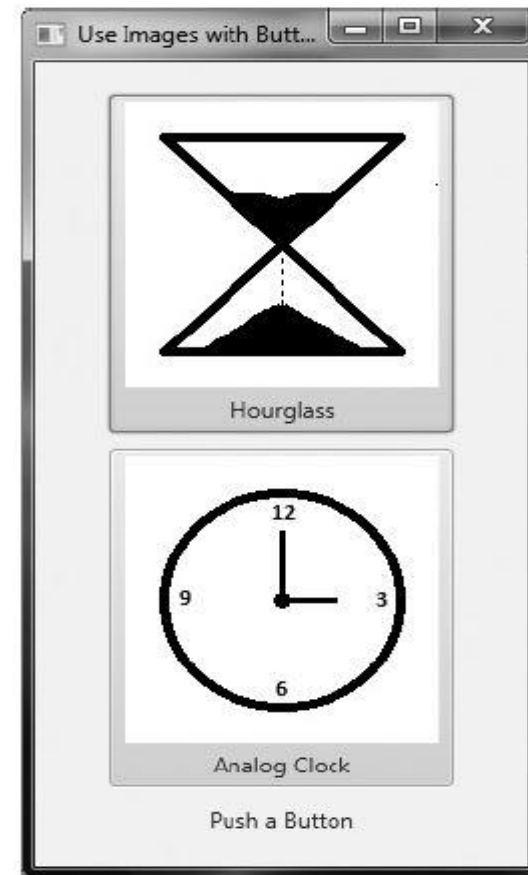 Use Images with Butt...
Hourglass
12
9 3
6
Analog Clock
Push a Button